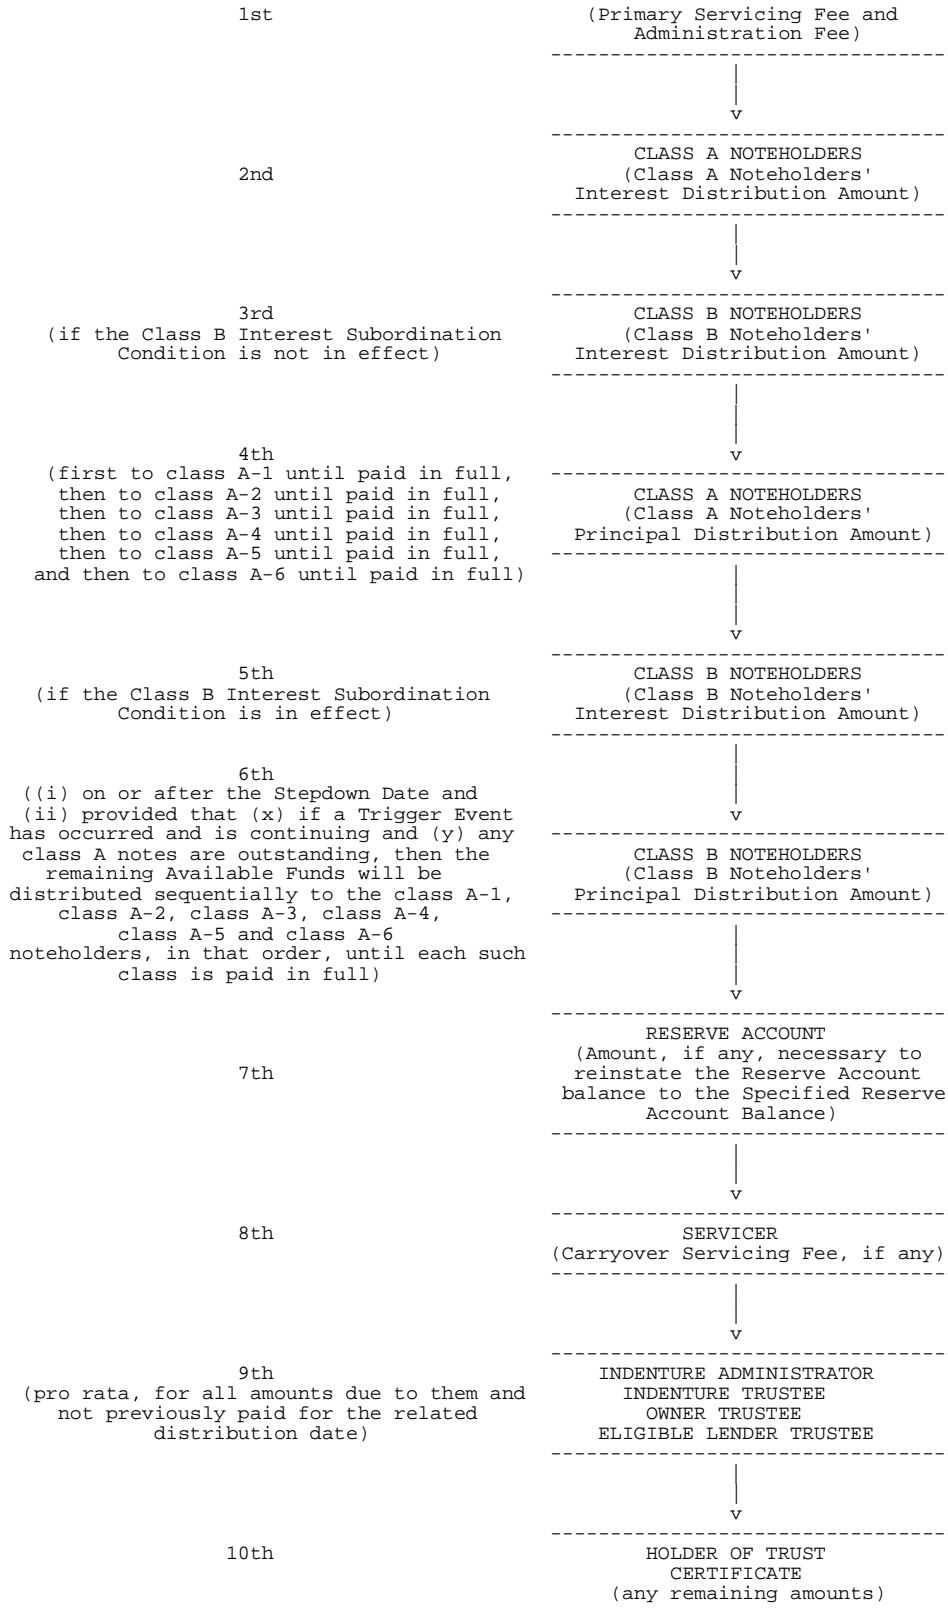 1st (Primary Servicing Fee and
Administration Fee)
---------------------------------
|
|
v
---------------------------------
CLASS A NOTEHOLDERS
2nd (Class A Noteholders'
Interest Distribution Amount)
---------------------------------
|
|
v
---------------------------------
3rd CLASS B NOTEHOLDERS
(if the Class B Interest Subordination (Class B Noteholders'
Condition is not in effect) Interest Distribution Amount)
---------------------------------
|
|
|
4th v
(first to class A-1 until paid in full, ---------------------------------
then to class A-2 until paid in full, CLASS A NOTEHOLDERS
then to class A-3 until paid in full, (Class A Noteholders'
then to class A-4 until paid in full, Principal Distribution Amount)
then to class A-5 until paid in full, ---------------------------------
and then to class A-6 until paid in full) |
|
|
v
---------------------------------
5th CLASS B NOTEHOLDERS
(if the Class B Interest Subordination (Class B Noteholders'
Condition is in effect) Interest Distribution Amount)
---------------------------------
|
6th |
((i) on or after the Stepdown Date and |
(ii) provided that (x) if a Trigger Event v
has occurred and is continuing and (y) any ---------------------------------
class A notes are outstanding, then the CLASS B NOTEHOLDERS
remaining Available Funds will be (Class B Noteholders'
distributed sequentially to the class A-1, Principal Distribution Amount)
class A-2, class A-3, class A-4, ---------------------------------
class A-5 and class A-6 |
noteholders, in that order, until each such |
class is paid in full) |
v
---------------------------------
RESERVE ACCOUNT
(Amount, if any, necessary to
7th reinstate the Reserve Account
balance to the Specified Reserve
Account Balance)
---------------------------------
|
|
v
---------------------------------
8th SERVICER
(Carryover Servicing Fee, if any)
---------------------------------
|
|
v
---------------------------------
9th INDENTURE ADMINISTRATOR
(pro rata, for all amounts due to them and INDENTURE TRUSTEE
not previously paid for the related OWNER TRUSTEE
distribution date) ELIGIBLE LENDER TRUSTEE
---------------------------------
|
|
v
---------------------------------
10th HOLDER OF TRUST
CERTIFICATE
(any remaining amounts)